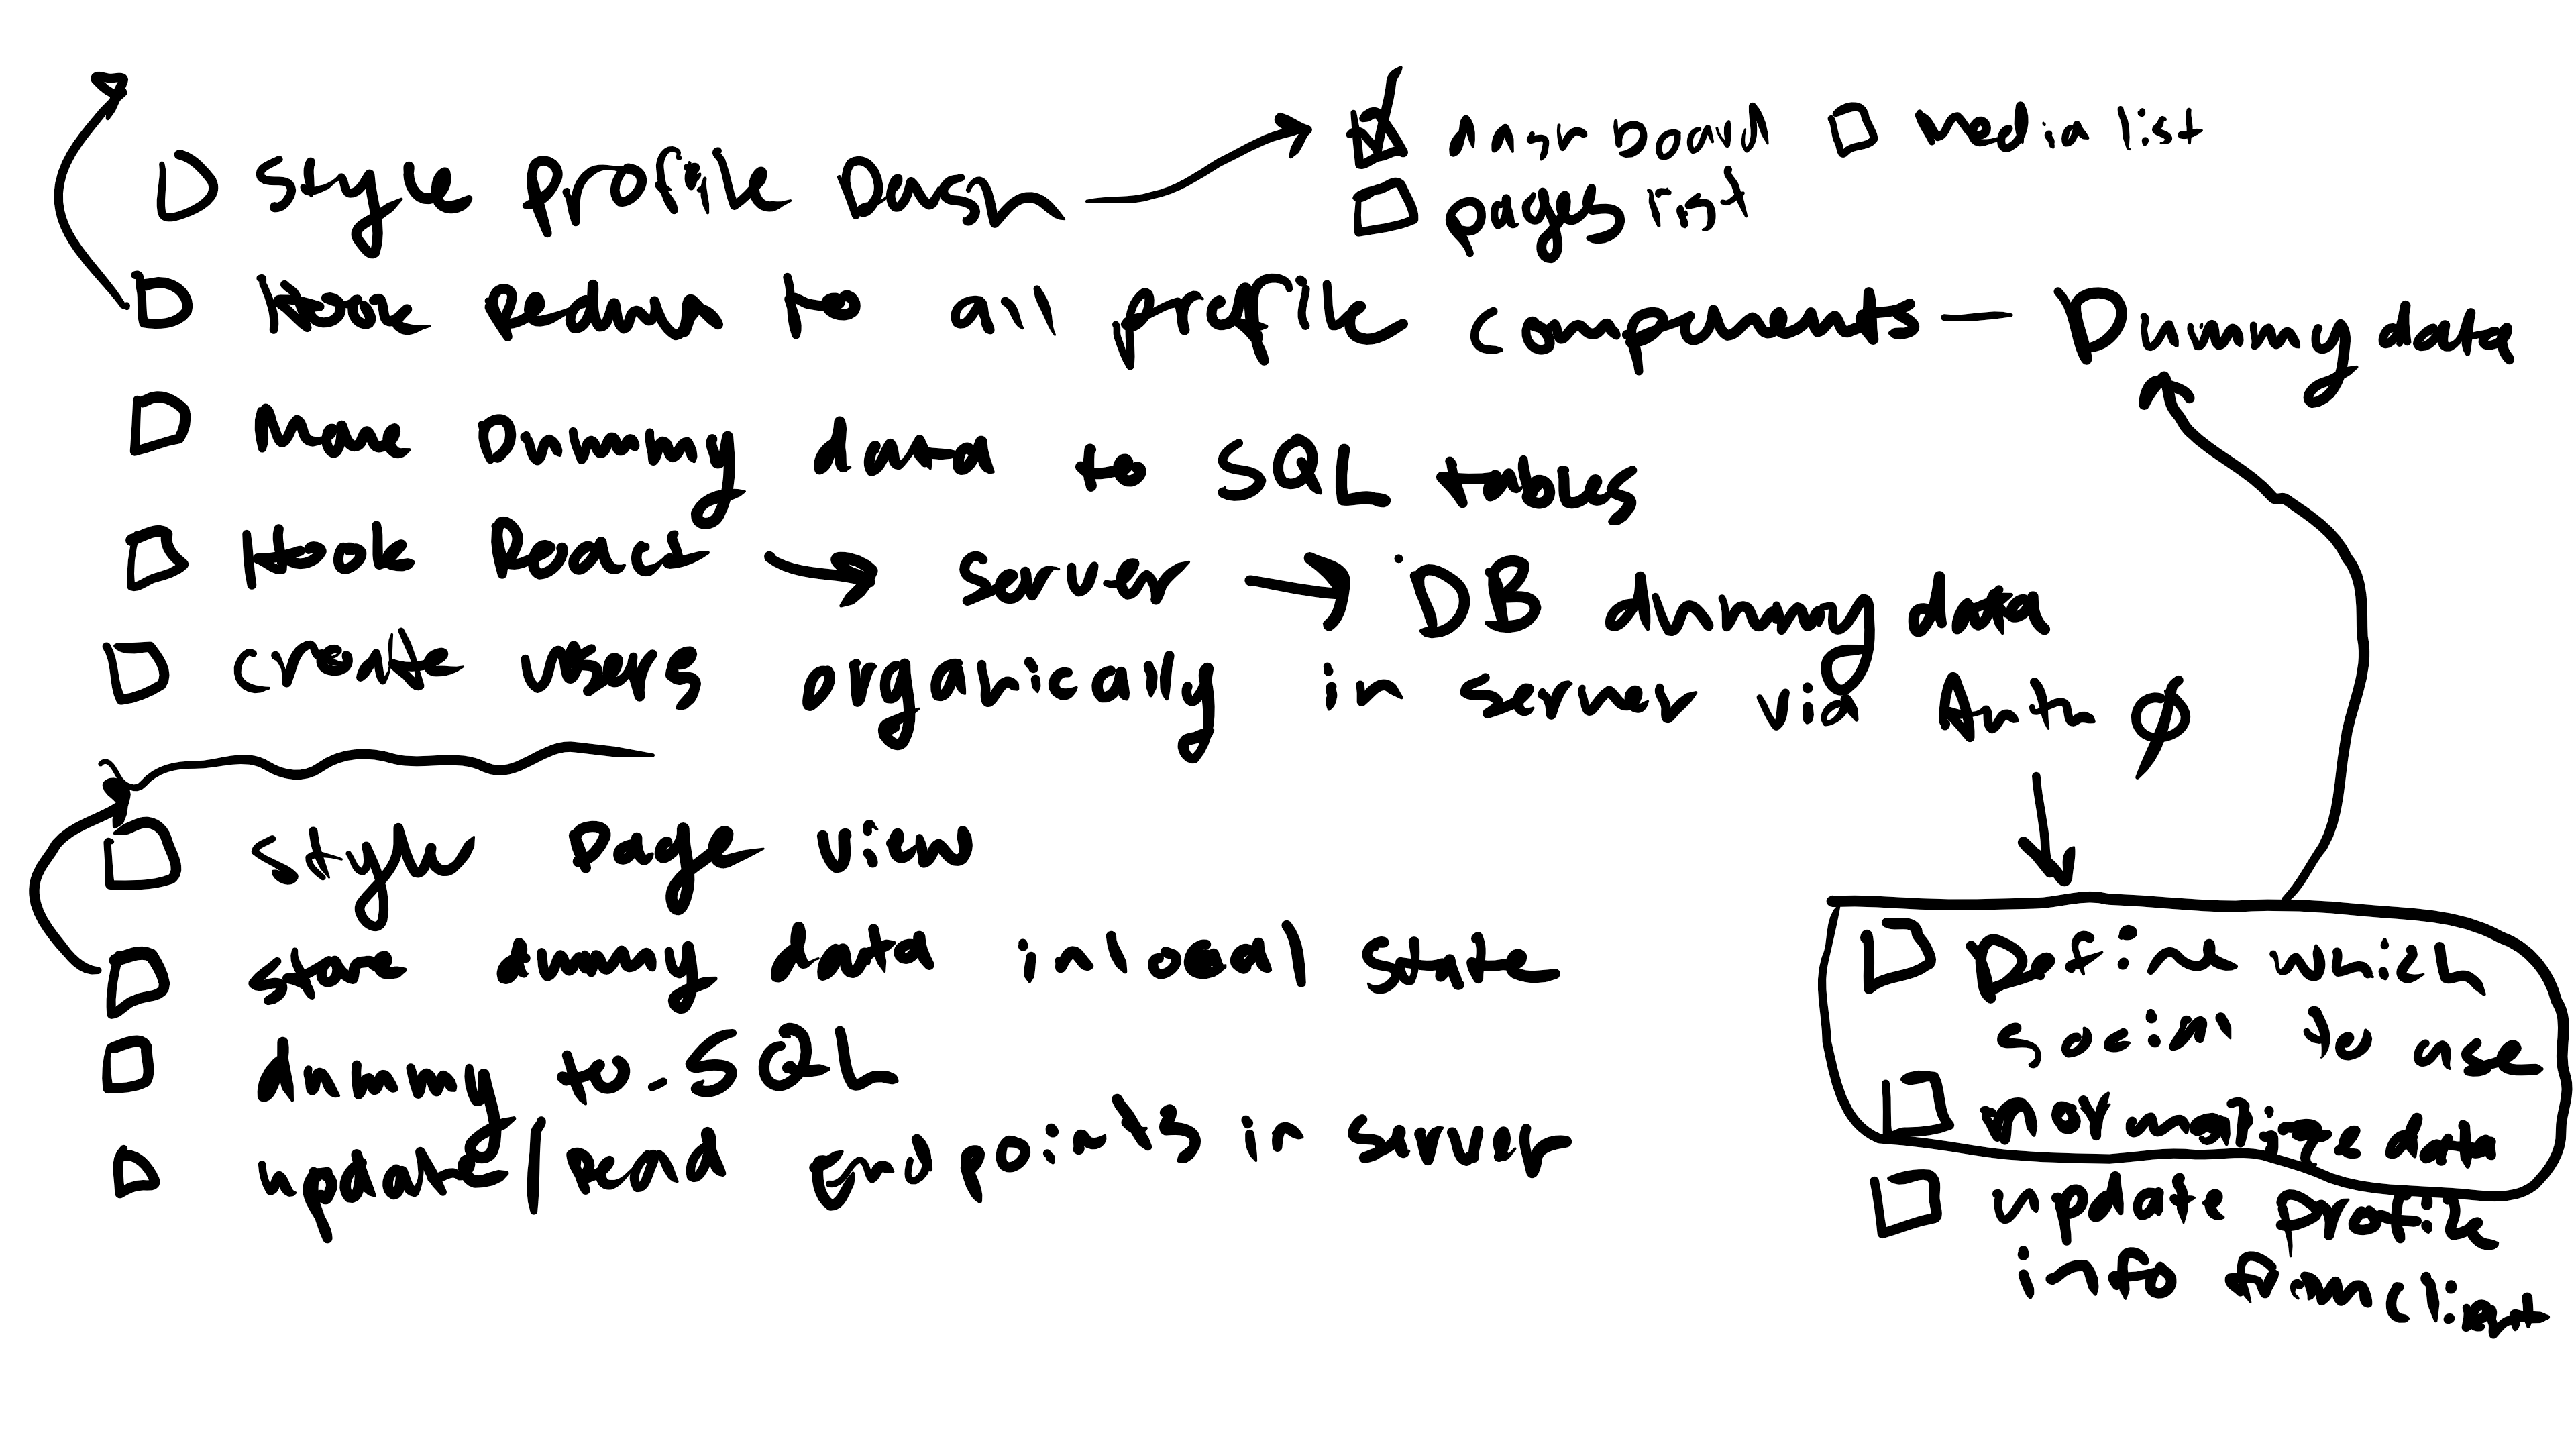 dashboard media list
Style Profile Dash
pages list
Hook Redux to all profile components — Dummy data
Move Dummy data to SQL tables
Hook React → Server → DB dummy data
create users organically in server via Auth Ø
Style Page view
store dummy data in local state
dummy to SQL
update/Read Endpoints in server
Define which
social to use
normalize data
update profile
info from client